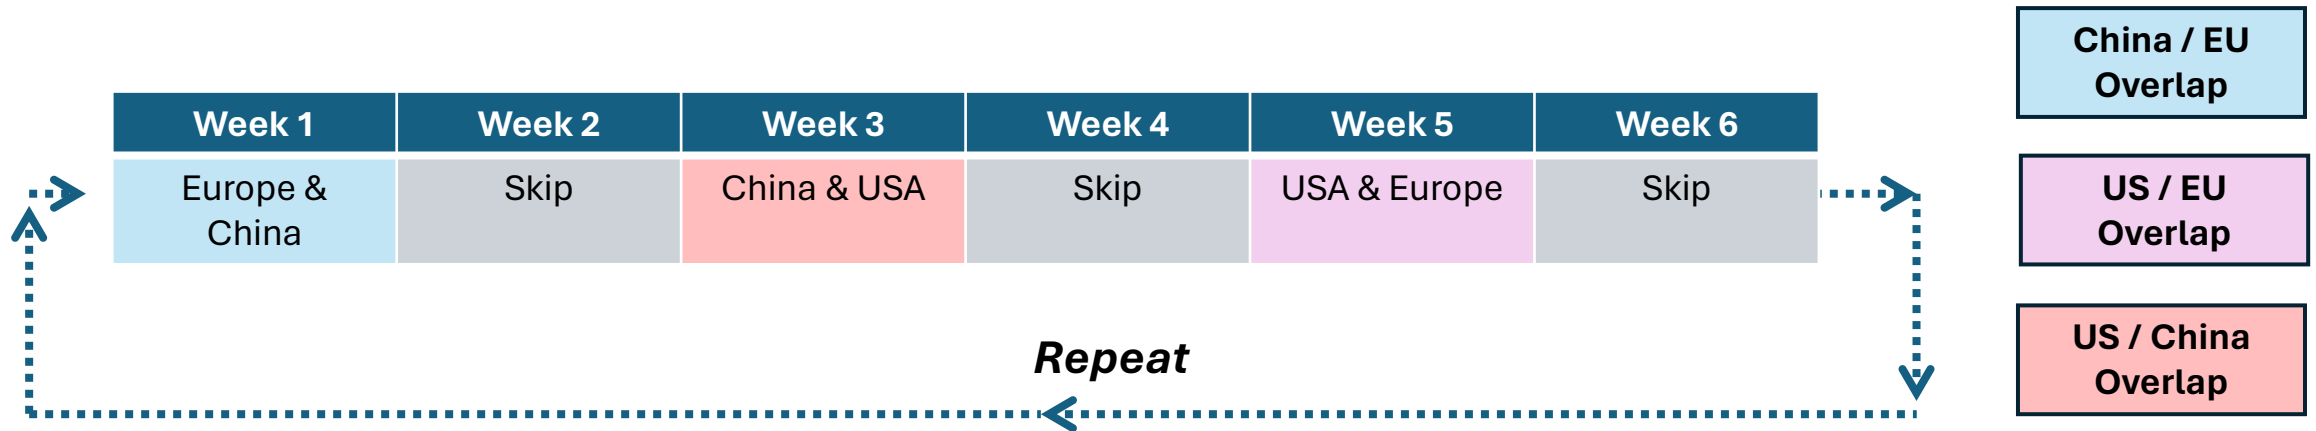 Week 1
Week 2
Week 3
Week 4
Week 5
Week 6
Europe &
China
Skip
China & USA
Skip
USA & Europe
Skip
Repeat
China / EU
Overlap
US / EU
Overlap
US / China
Overlap